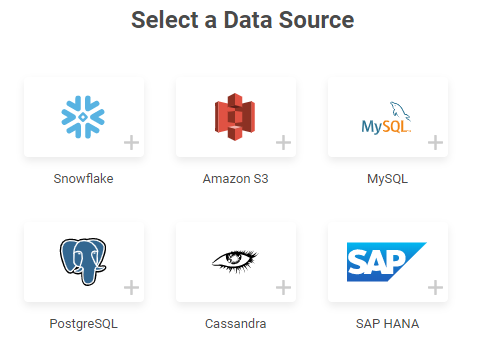 Select a Data Source
MySQL
Snowflake
Amazon S3
MySQL
SAP
PostgreSQL
Cassandra
SAP HANA